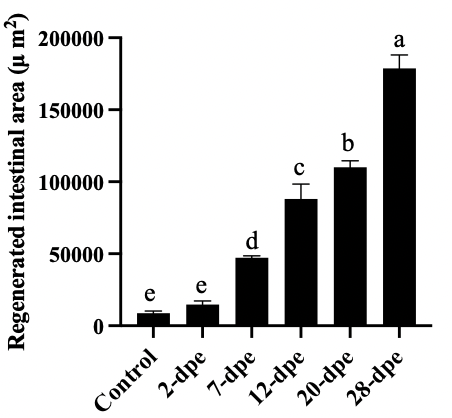 Regenerated intestinal area (μ m²)
200000
150000
100000
50000
0
e
e
d
c
b
a
Control
2-dpe
7-dpe
12-dpe
20-dpe
28-dpe